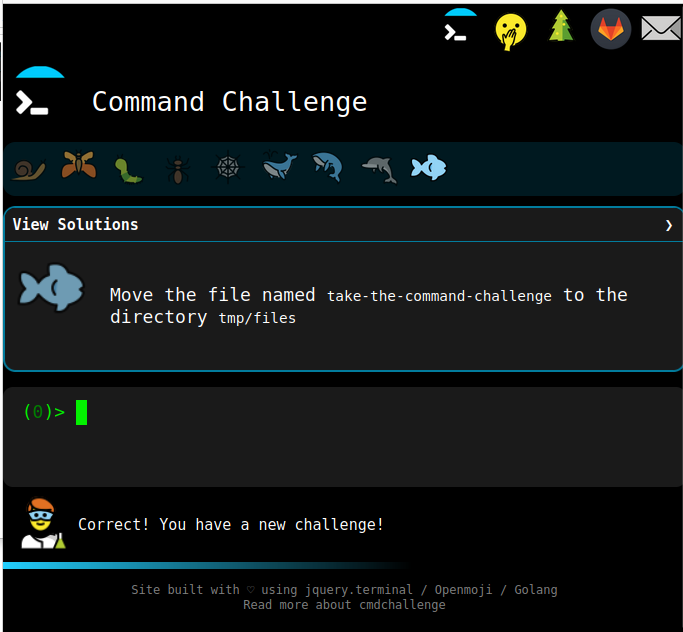 Command Challenge
View Solutions ❯
Move the file named take-the-command-challenge to the
directory tmp/files
(0)>
Correct! You have a new challenge!
Site built with ♡ using jquery.terminal / Openmoji / Golang
Read more about cmdchallenge